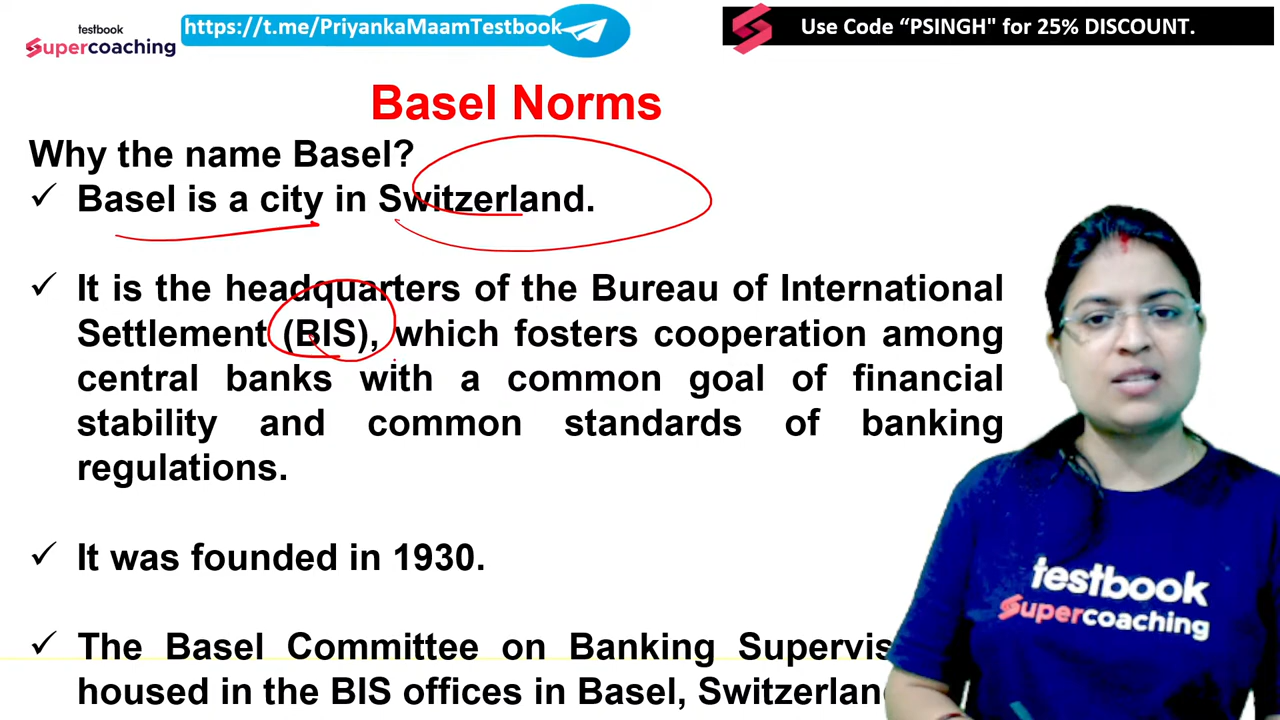 testbook
Supercoaching
https://t.me/PriyankaMaamTestbook
Use Code “PSINGH" for 25% DISCOUNT.
Basel Norms
Why the name Basel?
✓ Basel is a city in Switzerland.
✓ It is the headquarters of the Bureau of International
Settlement (BIS), which fosters cooperation among
central banks with a common goal of financial
stability and common standards of banking
regulations.
✓ It was founded in 1930.
✓ The Basel Committee on Banking Supervis
housed in the BIS offices in Basel, Switzerlan
testbook
Supercoaching